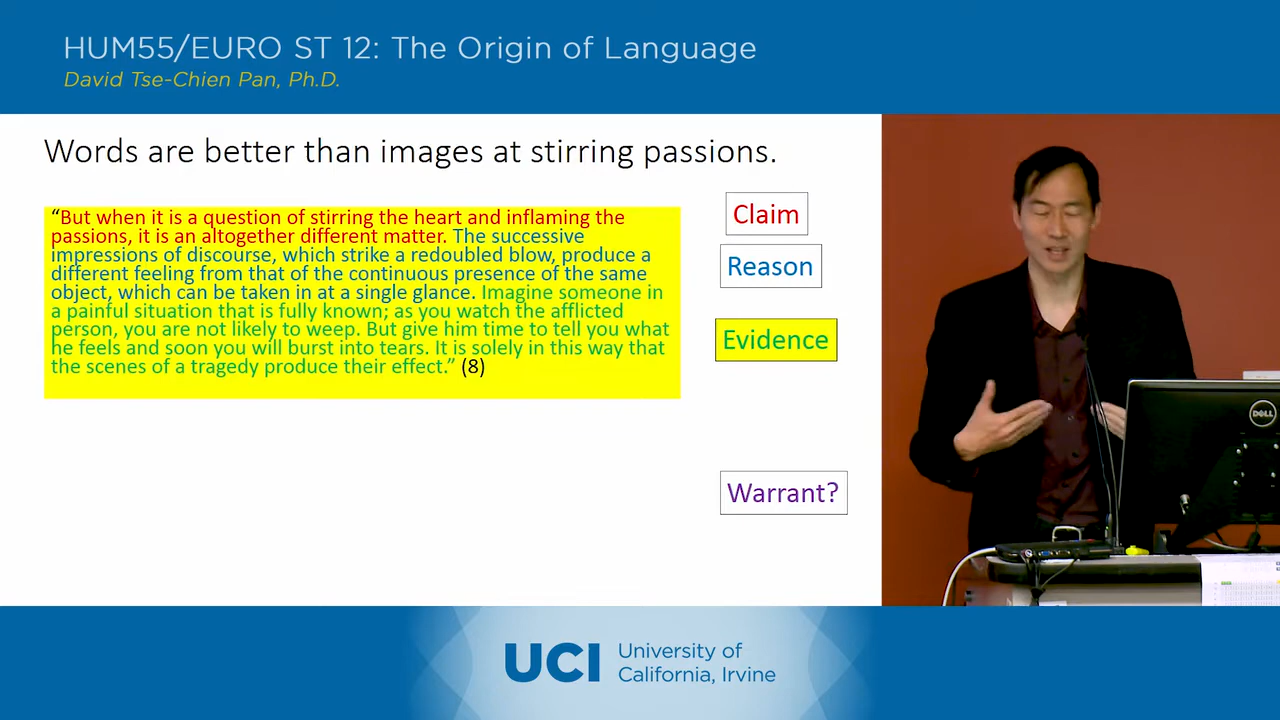 HUM55/EURO ST 12: The Origin of Language
David Tse-Chien Pan, Ph.D.
Words are better than images at stirring passions.
“But when it is a question of stirring the heart and inflaming the
passions, it is an altogether different matter. The successive
impressions of discourse, which strike a redoubled blow, produce a
different feeling from that of the continuous presence of the same
object, which can be taken in at a single glance. Imagine someone in
a painful situation that is fully known; as you watch the afflicted
person, you are not likely to weep. But give him time to tell you what
he feels and soon you will burst into tears. It is solely in this way that
the scenes of a tragedy produce their effect.” (8)
Claim
Reason
Evidence
Warrant?
DELL
UCI
University of
California, Irvine